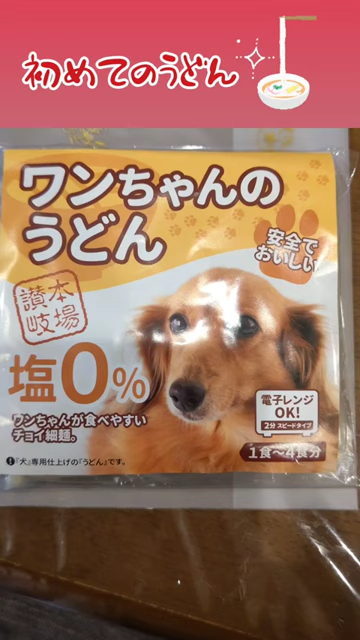 初めてのうどん
ワンちゃんの
うどん
安全で
おいしい
本場
讃岐
塩0%
ワンちゃんが食べやすい
チョイ細麺。
電子レンジ
OK!
2分 スピードタイプ
!『犬』専用仕上げの『うどん』です。
1食〜4食分